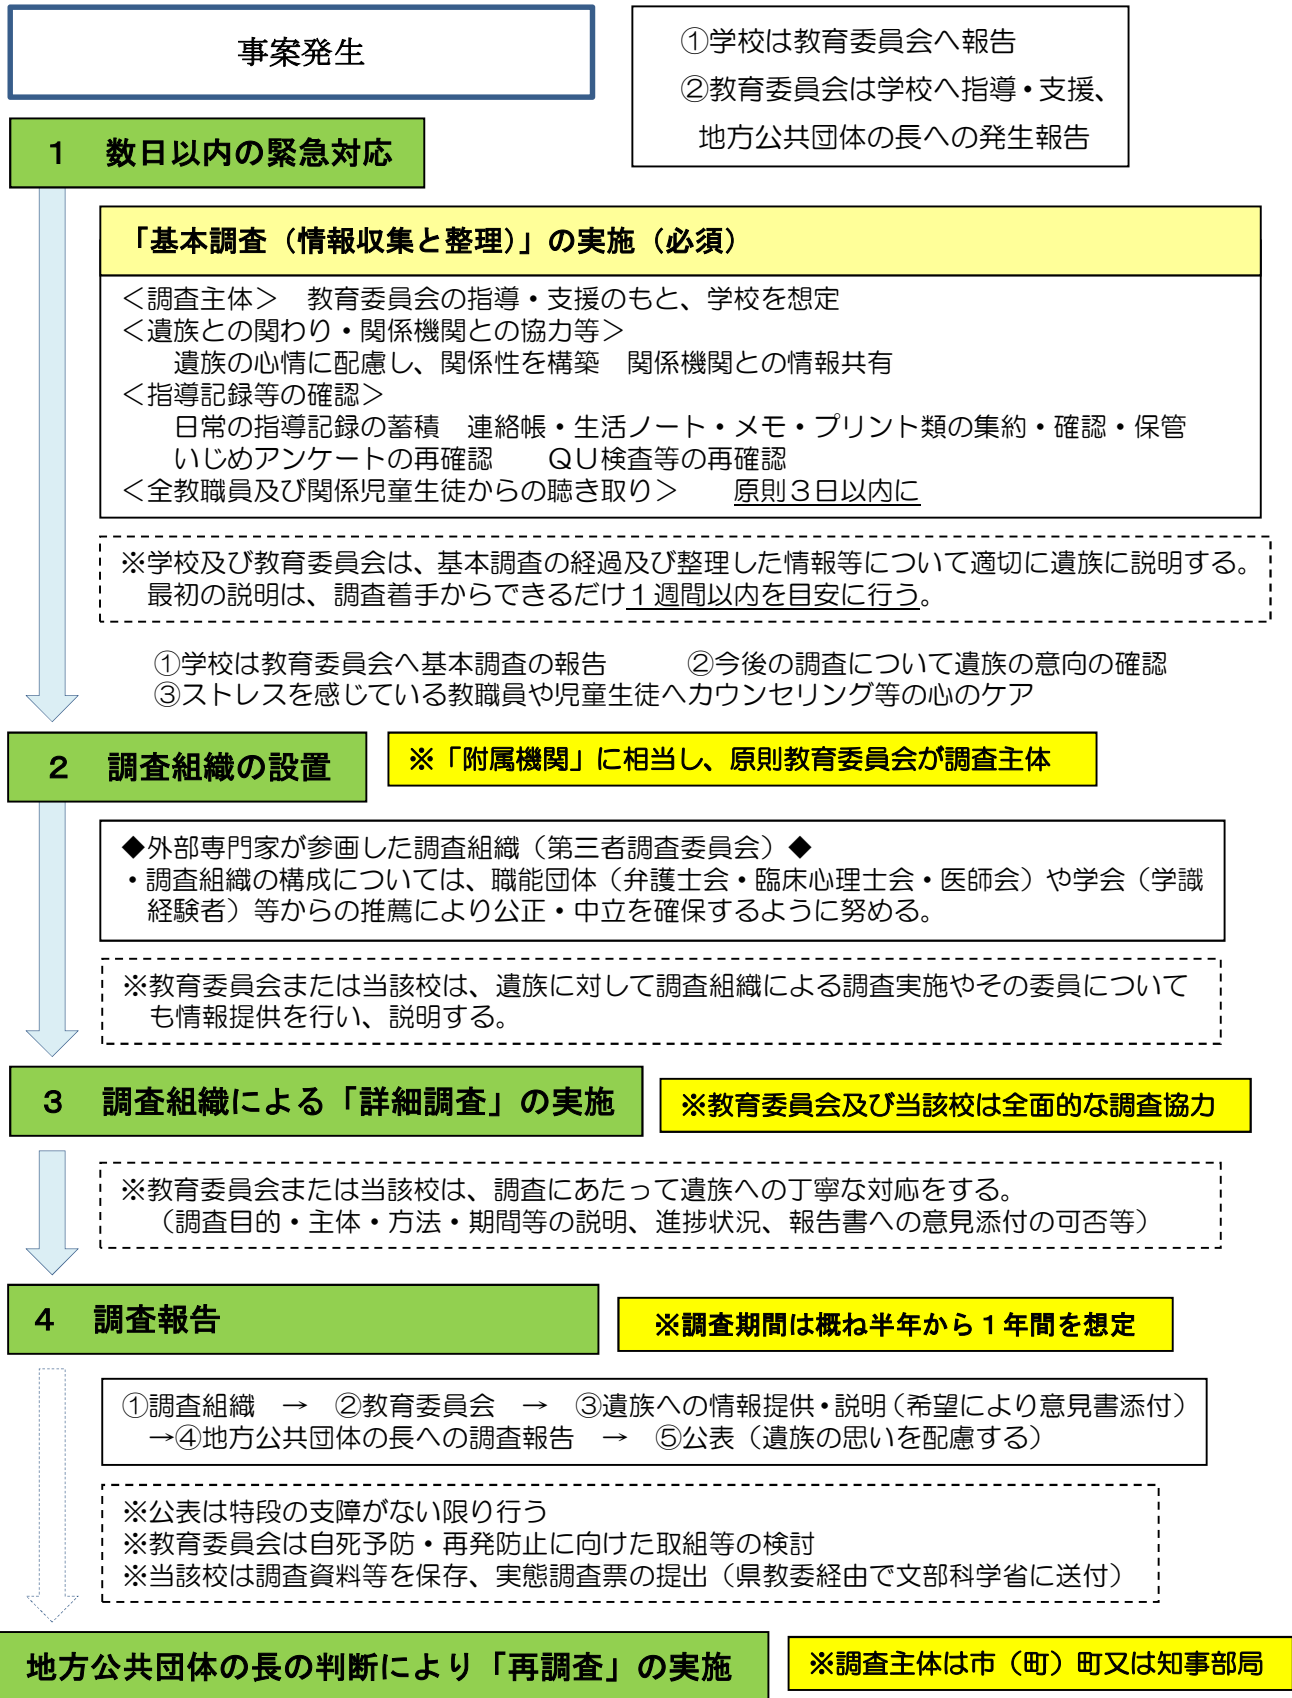 事案発生
①学校は教育委員会へ報告
②教育委員会は学校へ指導・支援、
地方公共団体の長への発生報告
１　数日以内の緊急対応
「基本調査（情報収集と整理）」の実施（必須）
＜調査主体＞　教育委員会の指導・支援のもと、学校を想定
＜遺族との関わり・関係機関との協力等＞
遺族の心情に配慮し、関係性を構築　関係機関との情報共有
＜指導記録等の確認＞
日常の指導記録の蓄積　連絡帳・生活ノート・メモ・プリント類の集約・確認・保管
いじめアンケートの再確認　　ＱＵ検査等の再確認
＜全教職員及び関係児童生徒からの聴き取り＞　　原則３日以内に
※学校及び教育委員会は、基本調査の経過及び整理した情報等について適切に遺族に説明する。
最初の説明は、調査着手からできるだけ１週間以内を目安に行う。
①学校は教育委員会へ基本調査の報告　　　②今後の調査について遺族の意向の確認
③ストレスを感じている教職員や児童生徒へカウンセリング等の心のケア
２　調査組織の設置
※「附属機関」に相当し、原則教育委員会が調査主体
◆外部専門家が参画した調査組織（第三者調査委員会）◆
・調査組織の構成については、職能団体（弁護士会・臨床心理士会・医師会）や学会（学識
経験者）等からの推薦により公正・中立を確保するように努める。
※教育委員会または当該校は、遺族に対して調査組織による調査実施やその委員について
も情報提供を行い、説明する。
３　調査組織による「詳細調査」の実施
※教育委員会及び当該校は全面的な調査協力
※教育委員会または当該校は、調査にあたって遺族への丁寧な対応をする。
（調査目的・主体・方法・期間等の説明、進捗状況、報告書への意見添付の可否等）
４　調査報告
※調査期間は概ね半年から１年間を想定
①調査組織　→　②教育委員会　→　③遺族への情報提供・説明（希望により意見書添付）
→④地方公共団体の長への調査報告　→　⑤公表（遺族の思いを配慮する）
※公表は特段の支障がない限り行う
※教育委員会は自死予防・再発防止に向けた取組等の検討
※当該校は調査資料等を保存、実態調査票の提出（県教委経由で文部科学省に送付）
地方公共団体の長の判断により「再調査」の実施
※調査主体は市（町）町又は知事部局